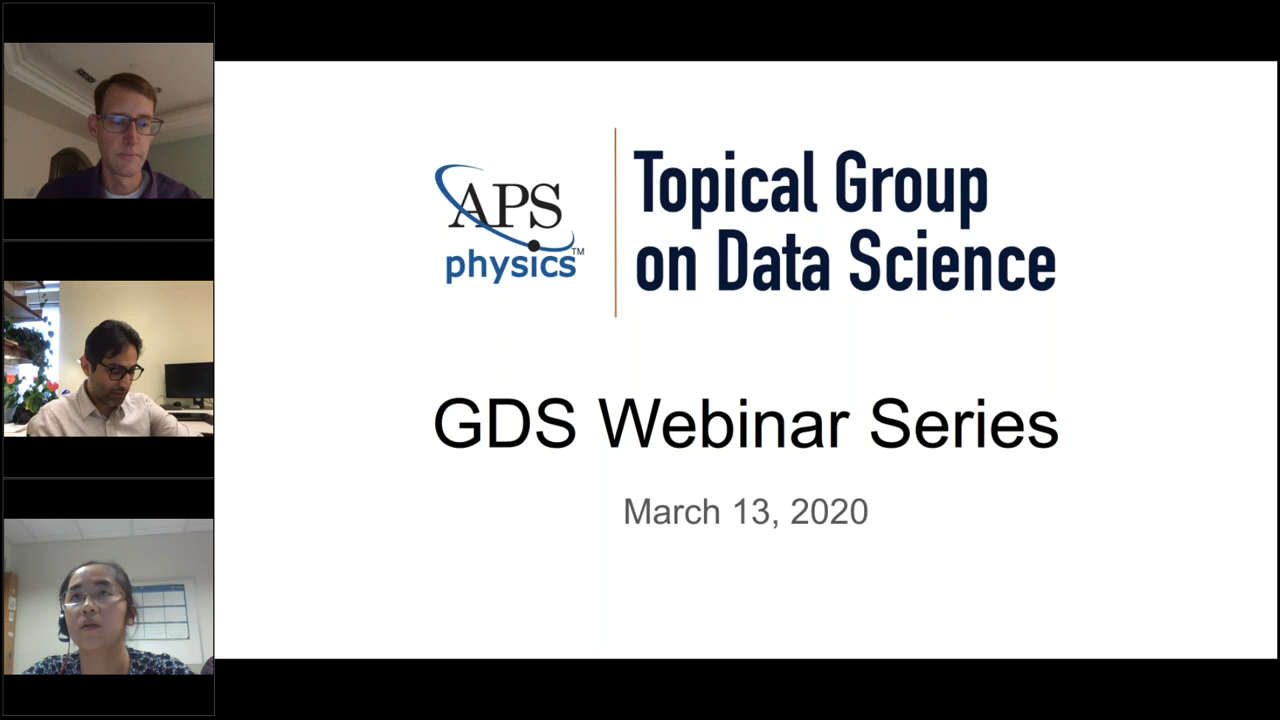 APS
physics™
Topical Group
on Data Science
GDS Webinar Series
March 13, 2020